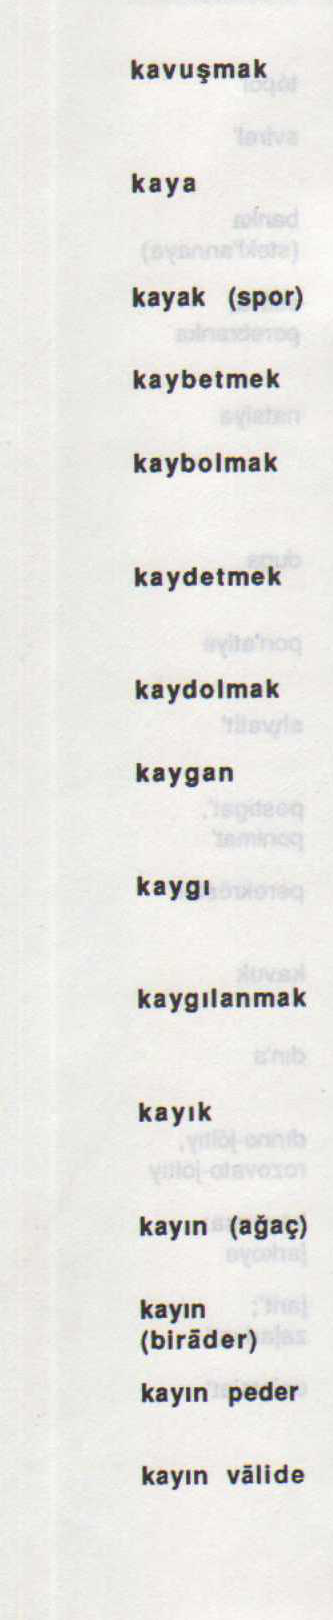 kavuşmak
kaya
kayak (spor)
kaybetmek
kaybolmak
kaydetmek
kaydolmak
kaygan
kaygı
kaygılanmak
kayık
kayın (ağaç)
kayın
(birāder)
kayın peder
kayın vālide